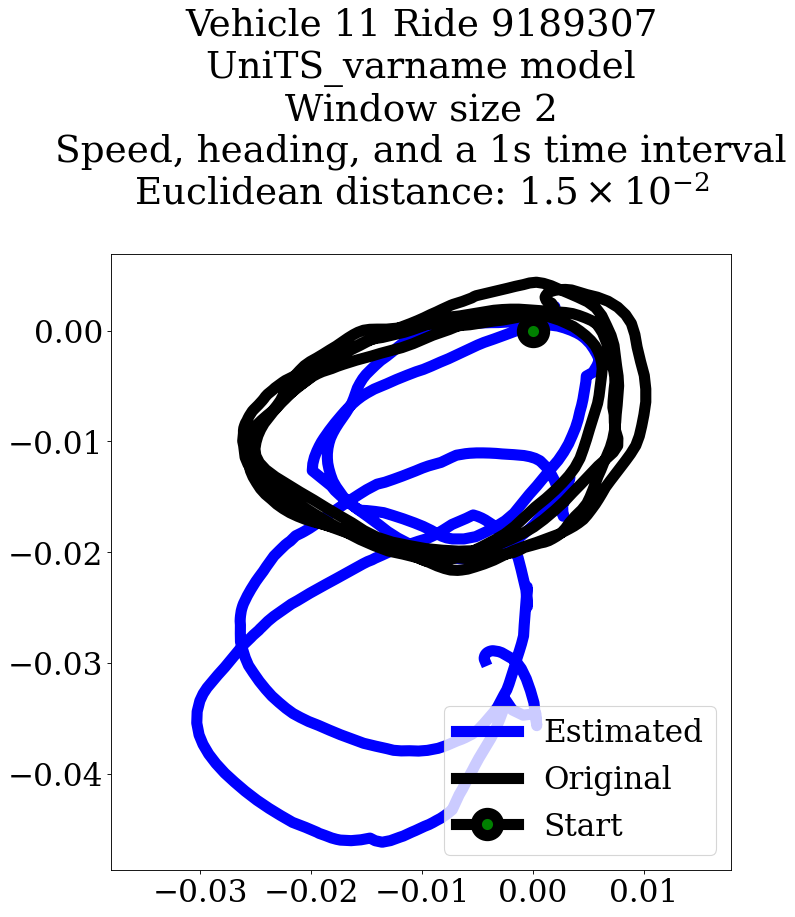 Vehicle 11 Ride 9189307
UniTS_varname model
Window size 2
Speed, heading, and a 1s time interval
Euclidean distance: 1.5 × 10⁻²
0.00
−0.01
−0.02
−0.03
−0.04
Estimated
Original
Start
−0.03 −0.02 −0.01 0.00 0.01